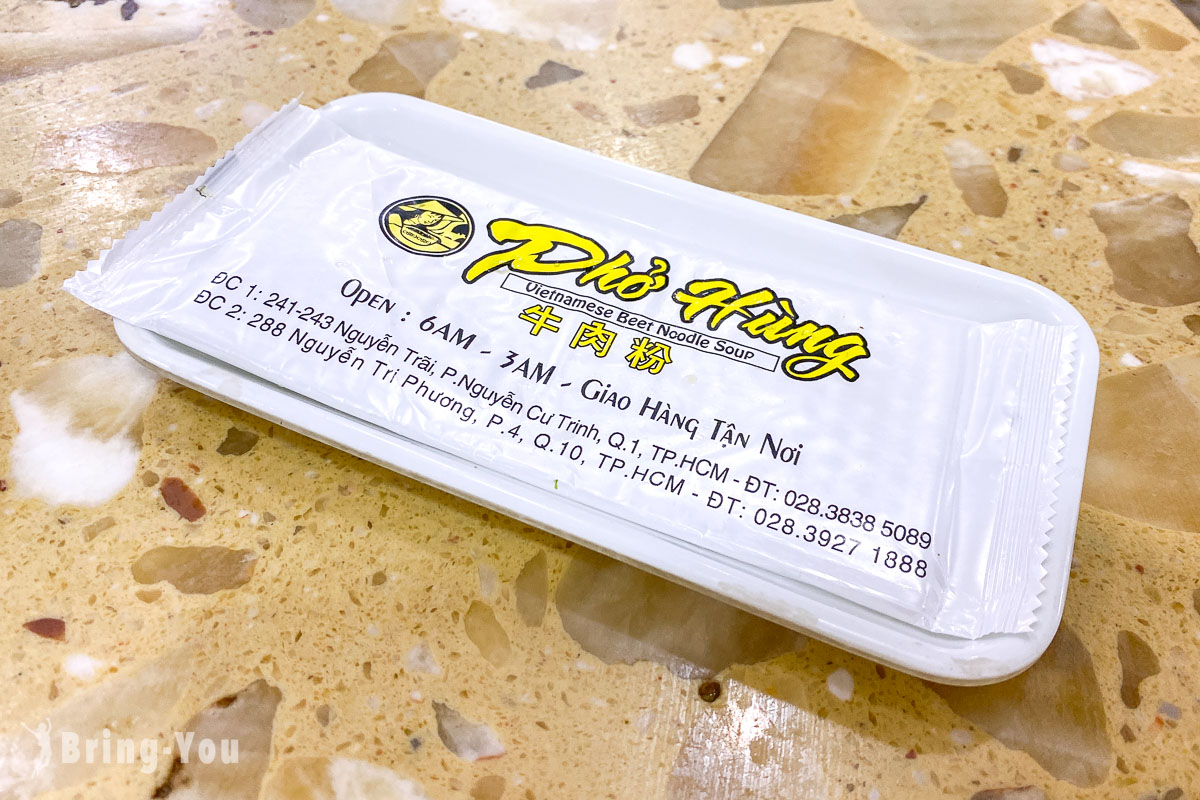 Phở Hùng
Vietnamese Beef Noodle Soup
牛肉粉
OPEN : 6AM - 3AM - GIAO HÀNG TẬN NƠI
ĐC 1: 241-243 Nguyễn Trãi, P.Nguyễn Cư Trinh, Q.1, TP.HCM - ĐT: 028.3838 5089
ĐC 2: 288 Nguyễn Tri Phương, P.4, Q.10, TP.HCM - ĐT: 028.3927 1888
Bring-You